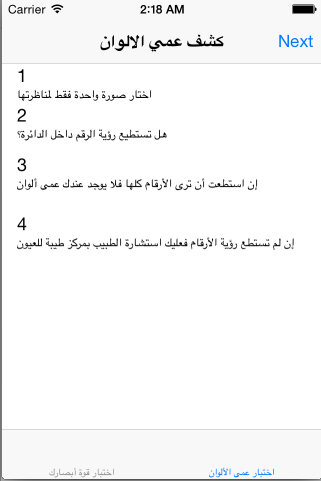 Carrier 2:18 AM
كشف عمي الالوان Next
1
اختار صورة واحدة فقط لمناظرتها
2
هل تستطيع رؤية الرقم داخل الدائرة؟
3
إن استطعت أن ترى الأرقام كلها فلا يوجد عندك عمى ألوان
4
إن لم تستطع رؤية الأرقام فعليك استشارة الطبيب بمركز طيبة للعيون
اختبار عمى الألوان اختبار قوة أبصارك